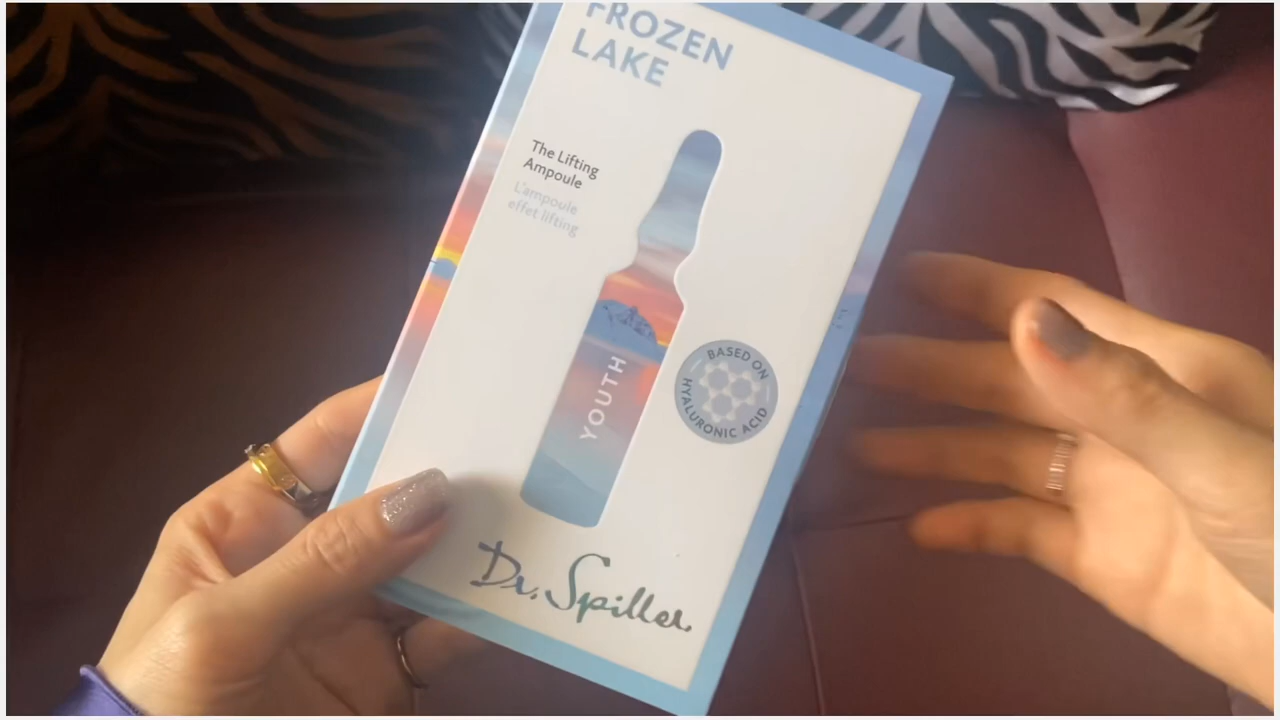 FROZEN
LAKE
The Lifting
Ampoule
L'ampoule
effet lifting
YOUTH
BASED ON
HYALURONIC ACID
Dr. Spiller